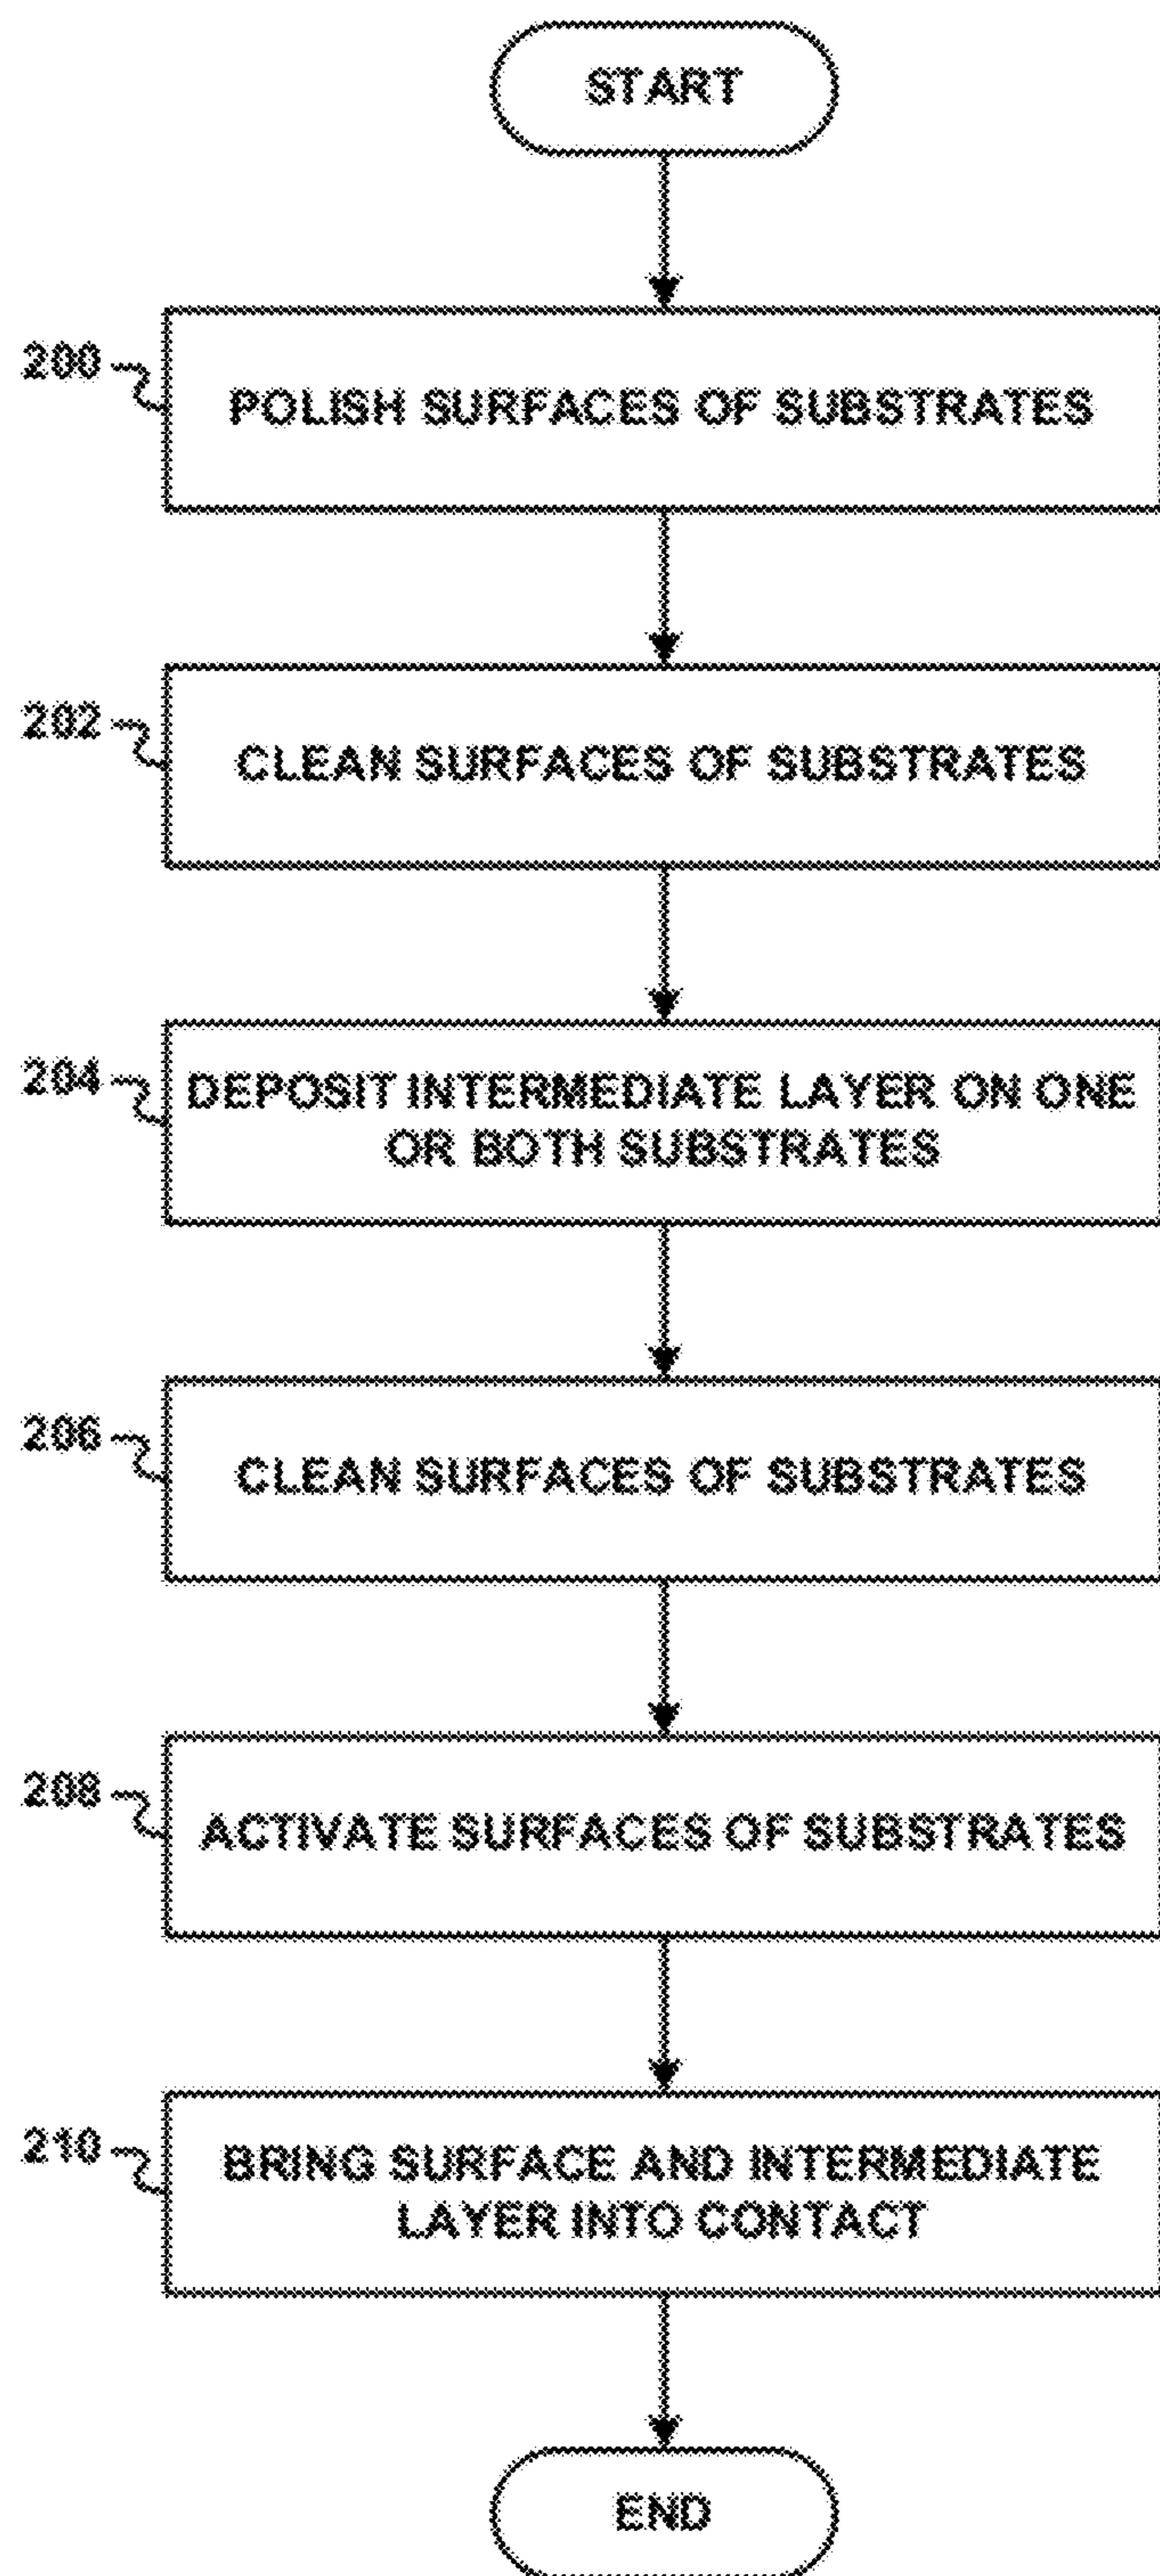 START
200
POLISH SURFACES OF SUBSTRATES
202
CLEAN SURFACES OF SUBSTRATES
204
DEPOSIT INTERMEDIATE LAYER ON ONE
OR BOTH SUBSTRATES
206
CLEAN SURFACES OF SUBSTRATES
208
ACTIVATE SURFACES OF SUBSTRATES
210
BRING SURFACE AND INTERMEDIATE
LAYER INTO CONTACT
END